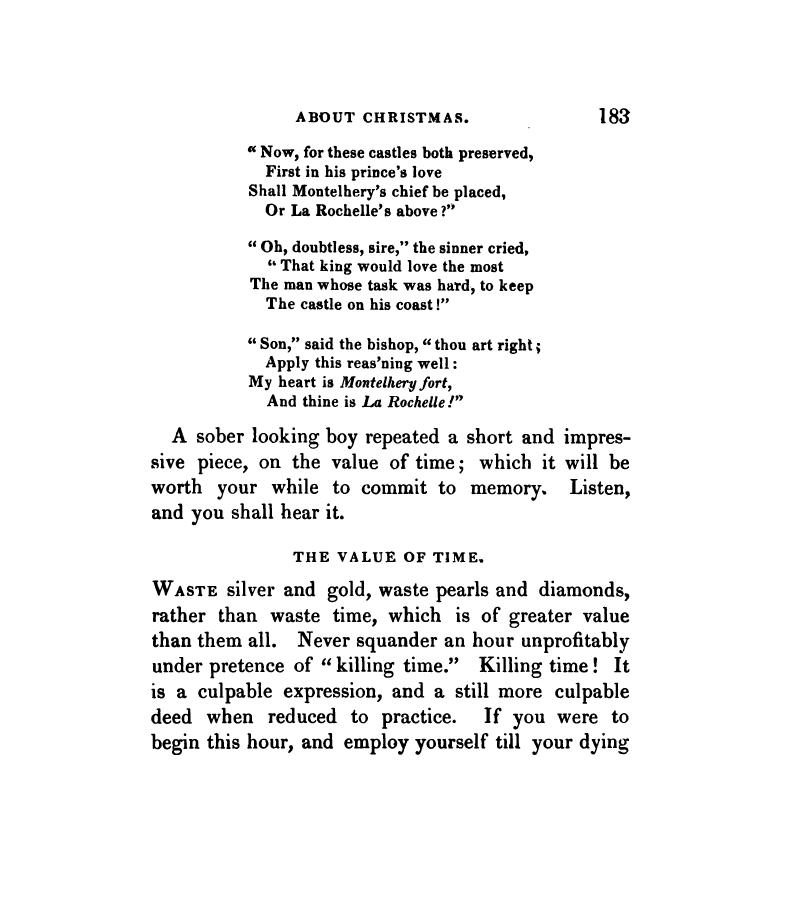 ABOUT CHRISTMAS. 183
“ Now, for these castles both preserved,
First in his prince's love
Shall Montelhery's chief be placed,
Or La Rochelle's above ?”
“ Oh, doubtless, sire,” the sinner cried,
“ That king would love the most
The man whose task was hard, to keep
The castle on his coast !”
“ Son,” said the bishop, “ thou art right ;
Apply this reas'ning well :
My heart is Montelhery fort,
And thine is La Rochelle !”
A sober looking boy repeated a short and impres-
sive piece, on the value of time ; which it will be
worth your while to commit to memory. Listen,
and you shall hear it.
THE VALUE OF TIME.
WASTE silver and gold, waste pearls and diamonds,
rather than waste time, which is of greater value
than them all. Never squander an hour unprofitably
under pretence of “ killing time.” Killing time ! It
is a culpable expression, and a still more culpable
deed when reduced to practice. If you were to
begin this hour, and employ yourself till your dying